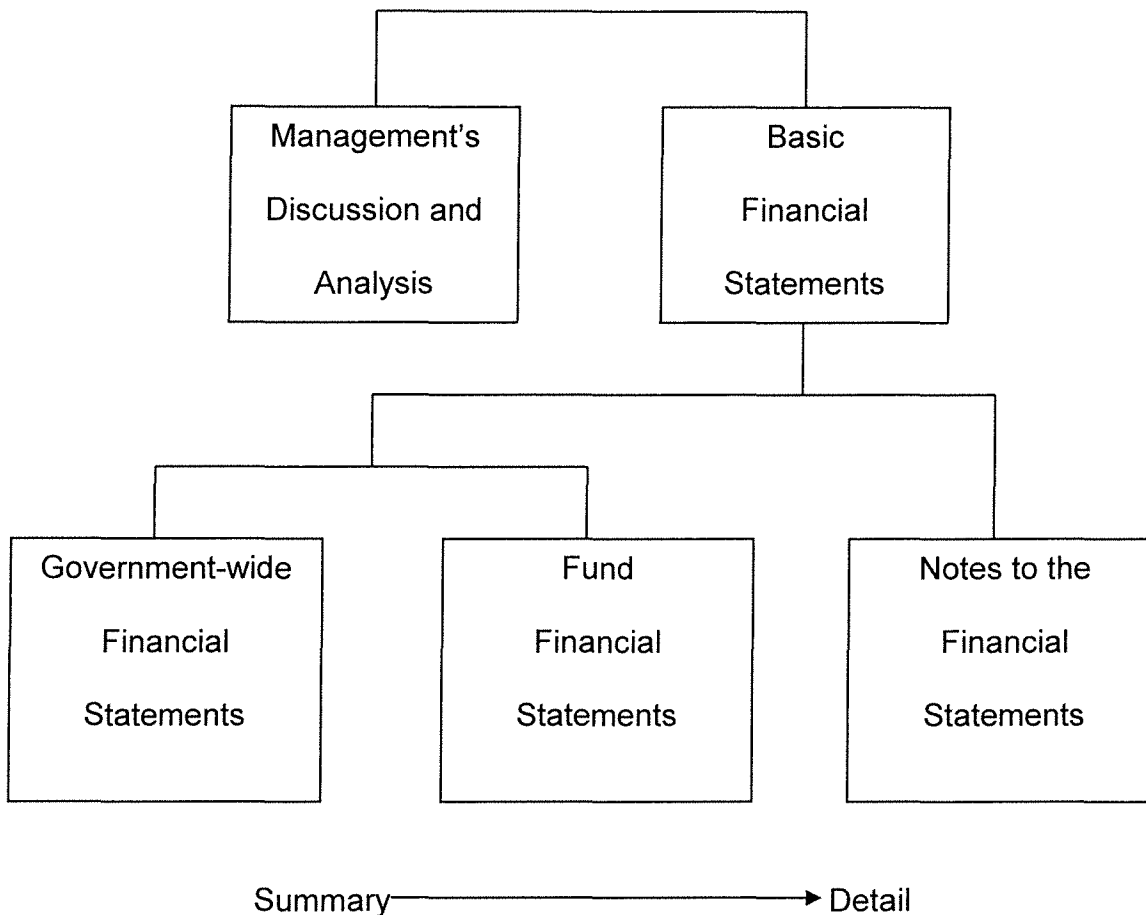 Management's
Discussion and
Analysis
Basic
Financial
Statements
Government-wide
Financial
Statements
Fund
Financial
Statements
Notes to the
Financial
Statements
Summary
Detail